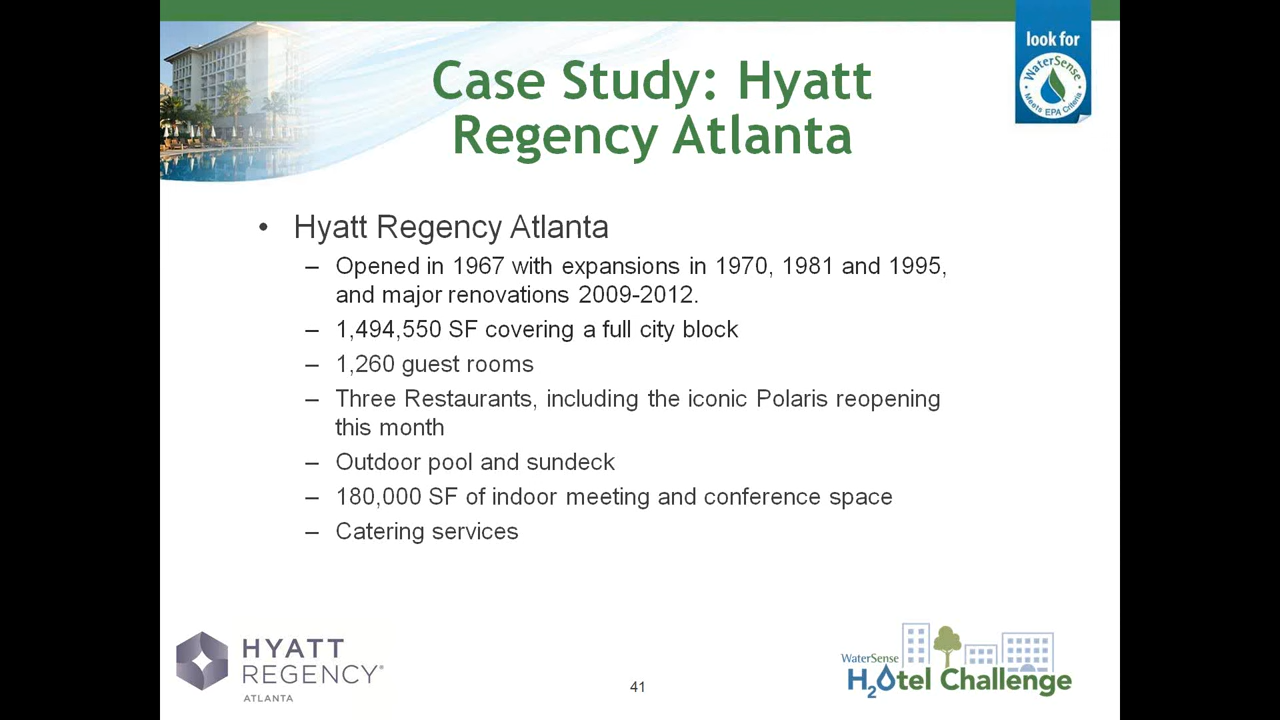 look for
WaterSense
Meets EPA Criteria
Case Study: Hyatt
Regency Atlanta
• Hyatt Regency Atlanta
– Opened in 1967 with expansions in 1970, 1981 and 1995,
and major renovations 2009-2012.
– 1,494,550 SF covering a full city block
– 1,260 guest rooms
– Three Restaurants, including the iconic Polaris reopening
this month
– Outdoor pool and sundeck
– 180,000 SF of indoor meeting and conference space
– Catering services
HYATT
REGENCY®
ATLANTA
41
WaterSense
H2Otel Challenge